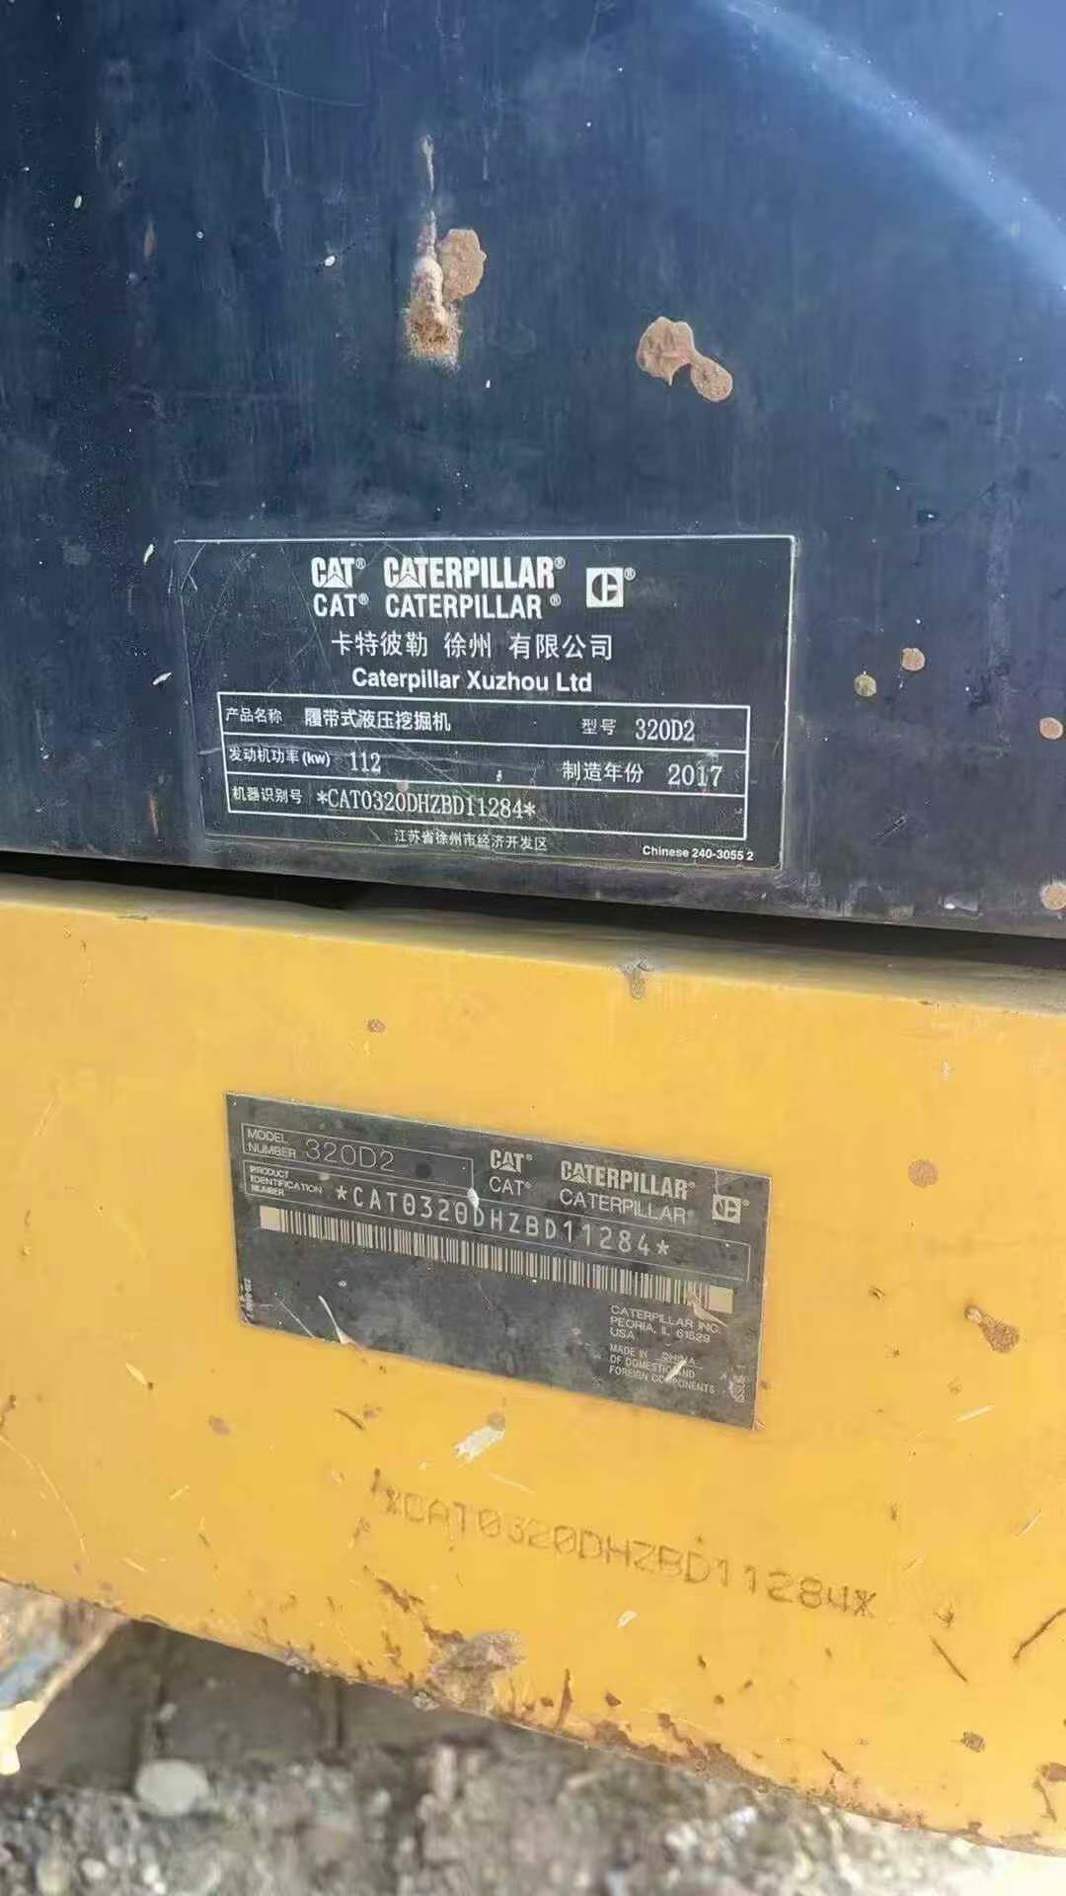 CAT® CATERPILLAR®
CAT® CATERPILLAR®
卡特彼勒 徐州 有限公司
Caterpillar Xuzhou Ltd
产品名称 履带式液压挖掘机 型号 320D2
发动机功率(kw) 112 制造年份 2017
机器识别号 *CAT0320DHZBD11284*
江苏省徐州市经济开发区
Chinese 240-3055 2
MODEL NUMBER 320D2
CAT® CATERPILLAR®
CAT® CATERPILLAR®
PRODUCT IDENTIFICATION NUMBER *CAT0320DHZBD11284*
CATERPILLAR INC.
PEORIA, IL 61629
USA
MADE IN CHINA
OF DOMESTIC AND
FOREIGN COMPONENTS
*CAT0320DHZBD11284*